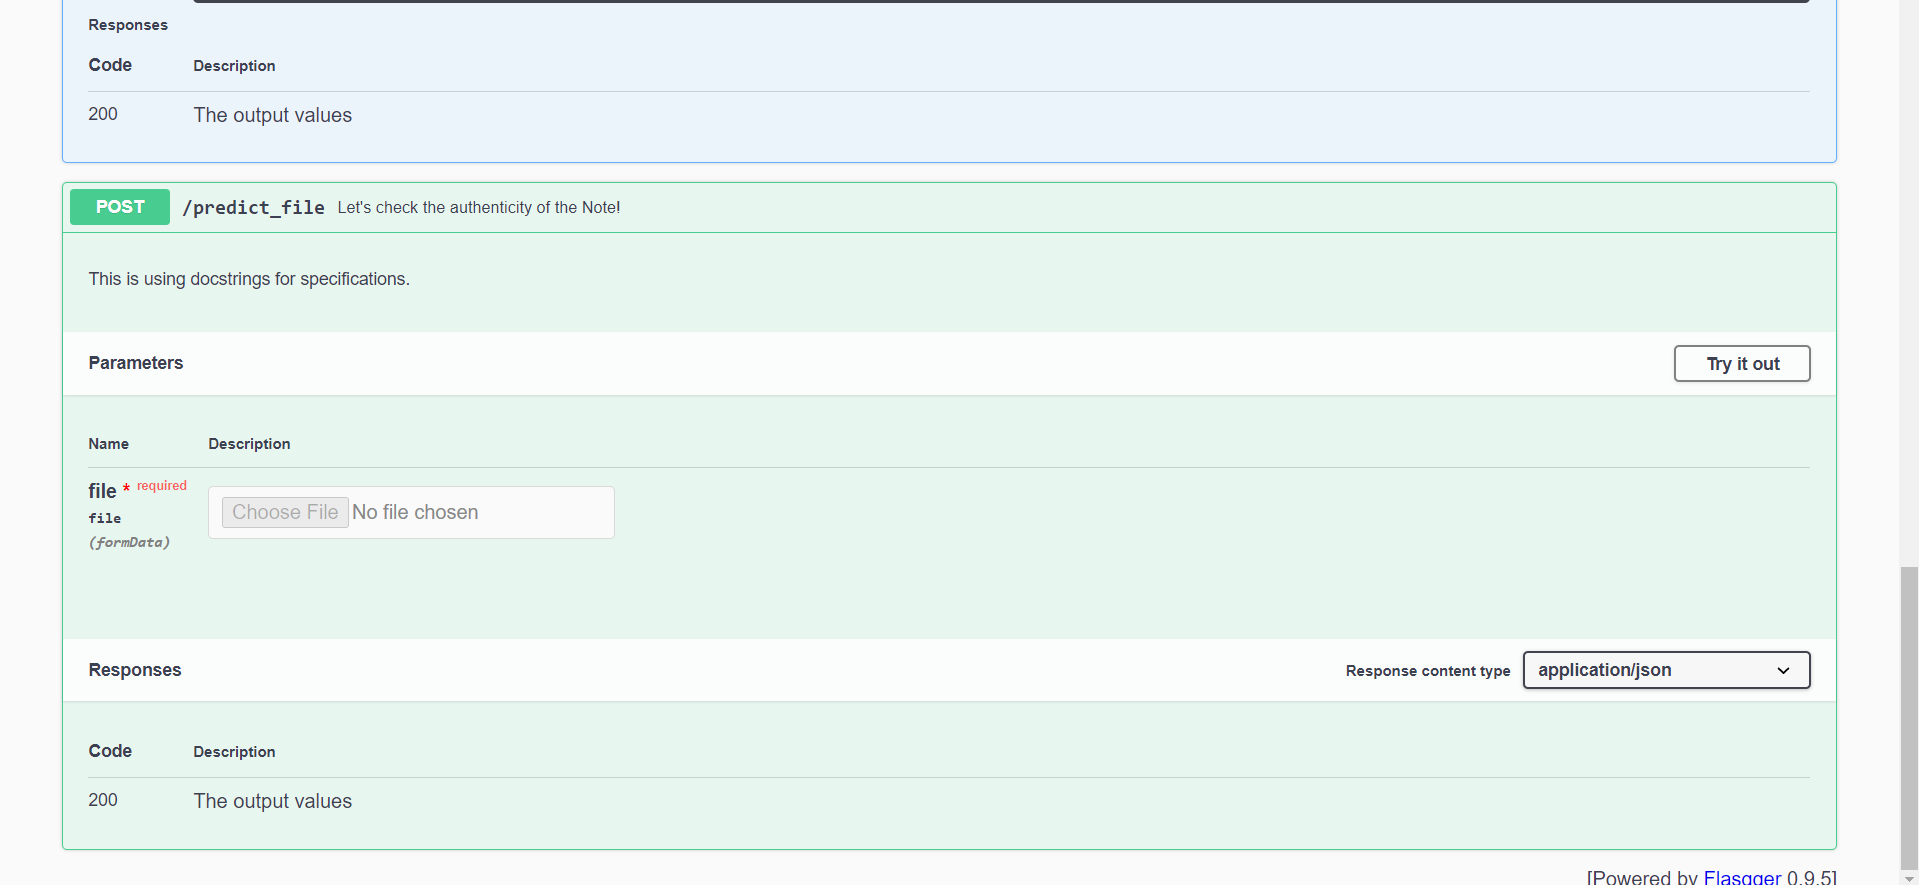 Responses
Code Description
200 The output values
POST /predict_file Let's check the authenticity of the Note!
This is using docstrings for specifications.
Parameters Try it out
Name Description
file * required
file
(formData)
Choose File No file chosen
Responses Response content type application/json
Code Description
200 The output values
[Powered by Flasgger 0.9.5]